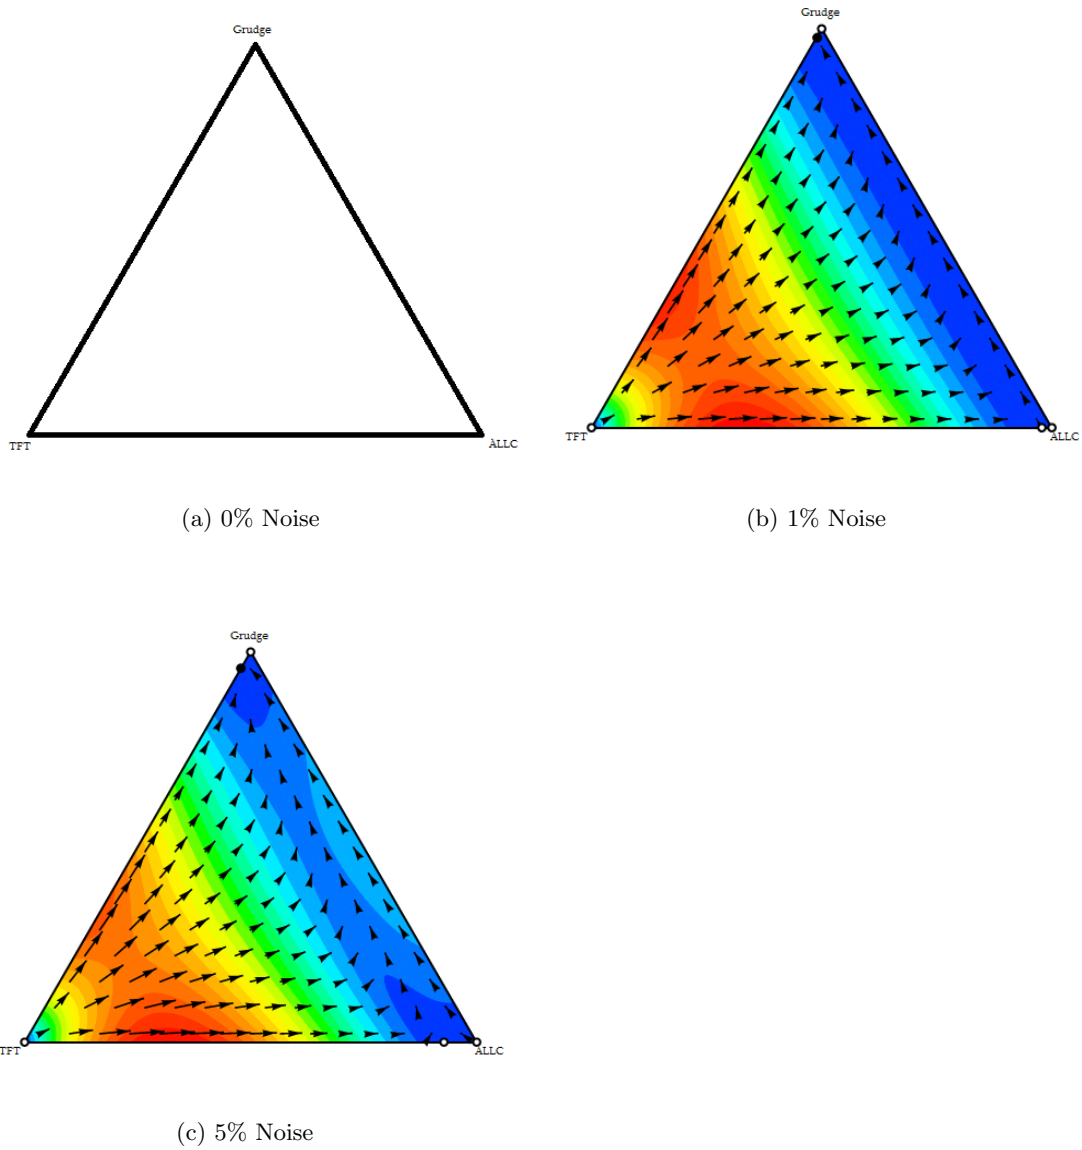 Grudge
TFT
ALLC
(a) 0% Noise
Grudge
TFT
ALLC
(b) 1% Noise
Grudge
TFT
ALLC
(c) 5% Noise